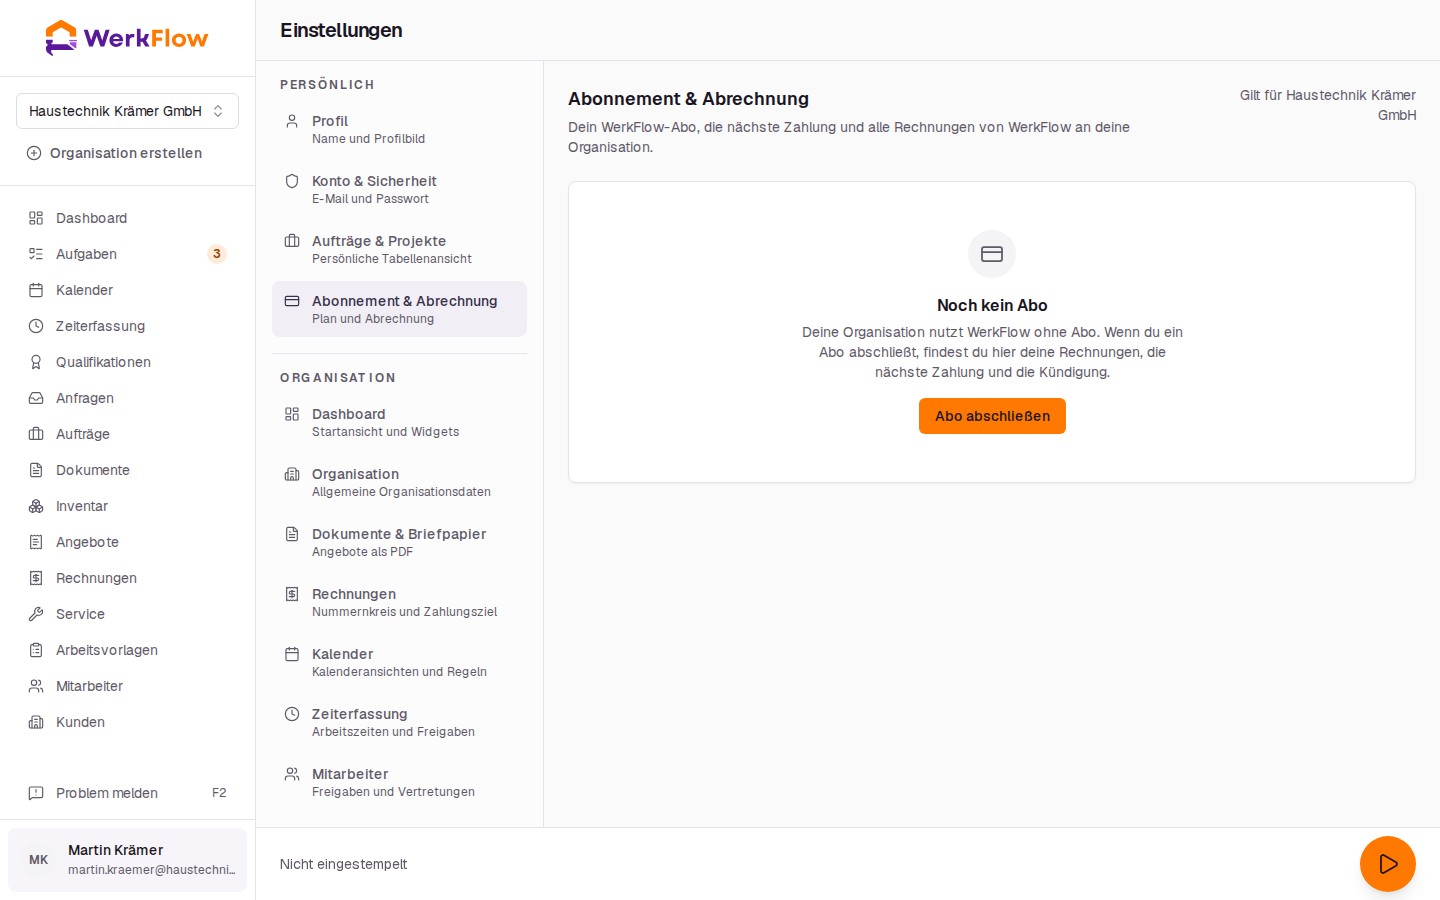 WerkFlow
Haustechnik Krämer GmbH
Organisation erstellen
Dashboard
Aufgaben 3
Kalender
Zeiterfassung
Qualifikationen
Anfragen
Aufträge
Dokumente
Inventar
Angebote
Rechnungen
Service
Arbeitsvorlagen
Mitarbeiter
Kunden
Problem melden F2
MK
Martin Krämer
martin.kraemer@haustechni...
Einstellungen
PERSÖNLICH
Profil
Name und Profilbild
Konto & Sicherheit
E-Mail und Passwort
Aufträge & Projekte
Persönliche Tabellenansicht
Abonnement & Abrechnung
Plan und Abrechnung
ORGANISATION
Dashboard
Startansicht und Widgets
Organisation
Allgemeine Organisationsdaten
Dokumente & Briefpapier
Angebote als PDF
Rechnungen
Nummernkreis und Zahlungsziel
Kalender
Kalenderansichten und Regeln
Zeiterfassung
Arbeitszeiten und Freigaben
Mitarbeiter
Freigaben und Vertretungen
Abonnement & Abrechnung
Dein WerkFlow-Abo, die nächste Zahlung und alle Rechnungen von WerkFlow an deine
Organisation.
Gilt für Haustechnik Krämer
GmbH
Noch kein Abo
Deine Organisation nutzt WerkFlow ohne Abo. Wenn du ein
Abo abschließt, findest du hier deine Rechnungen, die
nächste Zahlung und die Kündigung.
Abo abschließen
Nicht eingestempelt